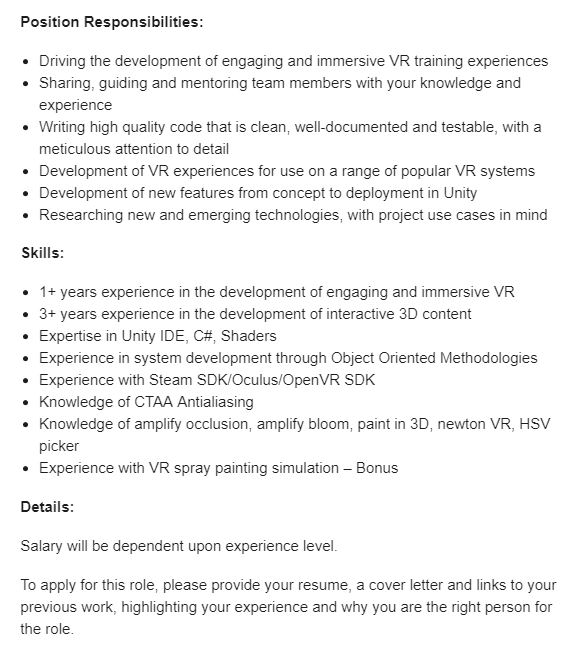 Position Responsibilities:
• Driving the development of engaging and immersive VR training experiences
• Sharing, guiding and mentoring team members with your knowledge and
experience
• Writing high quality code that is clean, well-documented and testable, with a
meticulous attention to detail
• Development of VR experiences for use on a range of popular VR systems
• Development of new features from concept to deployment in Unity
• Researching new and emerging technologies, with project use cases in mind
Skills:
• 1+ years experience in the development of engaging and immersive VR
• 3+ years experience in the development of interactive 3D content
• Expertise in Unity IDE, C#, Shaders
• Experience in system development through Object Oriented Methodologies
• Experience with Steam SDK/Oculus/OpenVR SDK
• Knowledge of CTAA Antialiasing
• Knowledge of amplify occlusion, amplify bloom, paint in 3D, newton VR, HSV
picker
• Experience with VR spray painting simulation – Bonus
Details:
Salary will be dependent upon experience level.
To apply for this role, please provide your resume, a cover letter and links to your
previous work, highlighting your experience and why you are the right person for
the role.